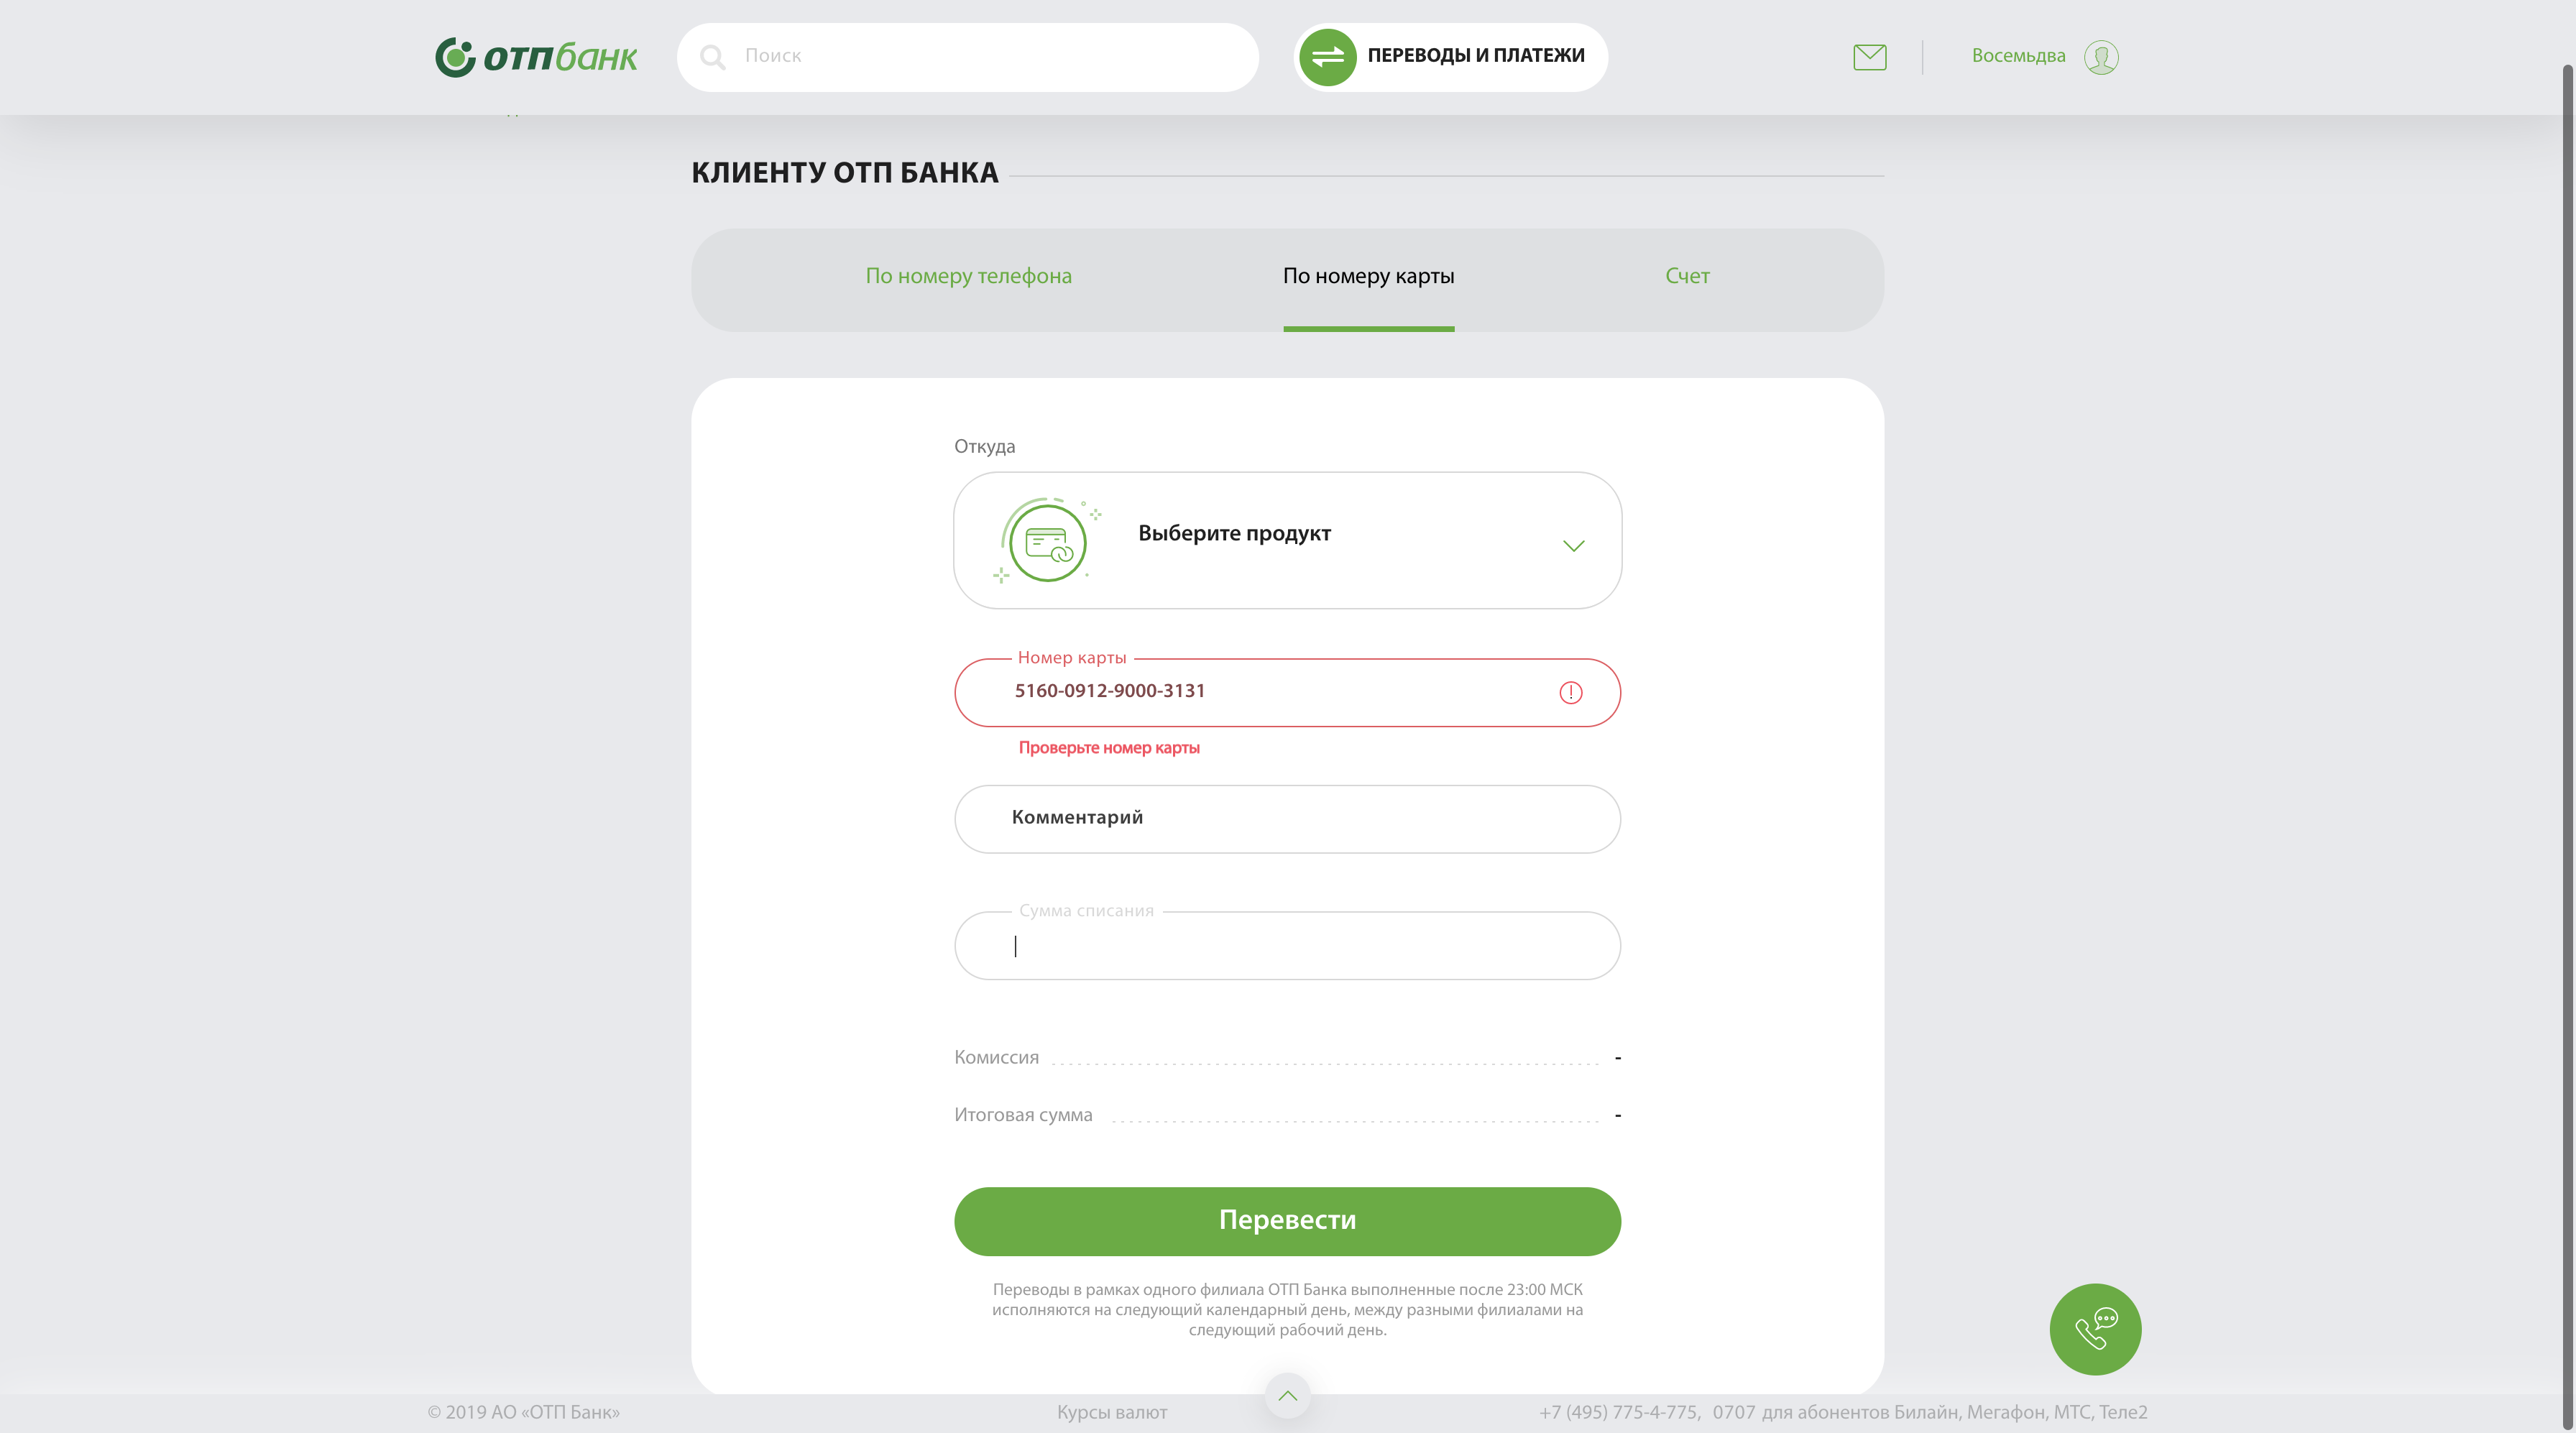 отпбанк
Поиск
ПЕРЕВОДЫ И ПЛАТЕЖИ
Восемьдва
КЛИЕНТУ ОТП БАНКА
По номеру телефона
По номеру карты
Счет
Откуда
Выберите продукт
Номер карты
5160-0912-9000-3131
Проверьте номер карты
Комментарий
Сумма списания
Комиссия -
Итоговая сумма -
Перевести
Переводы в рамках одного филиала ОТП Банка выполненные после 23:00 МСК
исполняются на следующий календарный день, между разными филиалами на
следующий рабочий день.
© 2019 АО «ОТП Банк»
Курсы валют
+7 (495) 775-4-775, 0707 для абонентов Билайн, Мегафон, МТС, Теле2